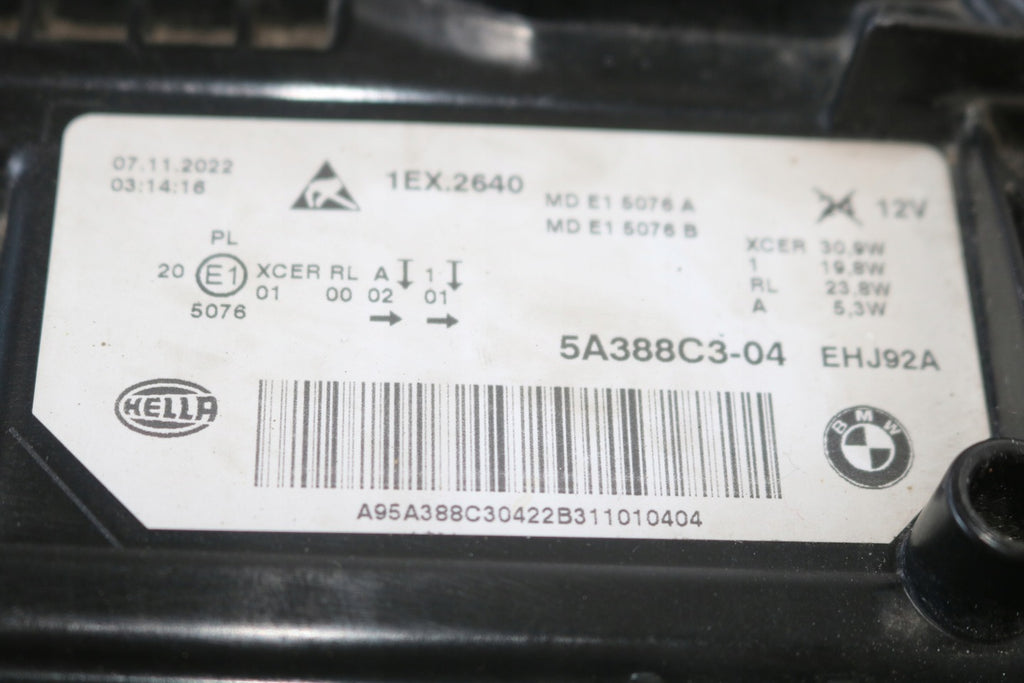 07.11.2022
03:14:16
1EX.2640
MD E1 5076 A
MD E1 5076 B
12V
XCER 30.9W
1 19,8W
RL 23,8W
A 5,3W
PL
20 E1 XCER RL A 1
01 00 02 01
5076
5A388C3-04 EHJ92A
HELLA
BMW
A95A388C30422B311010404